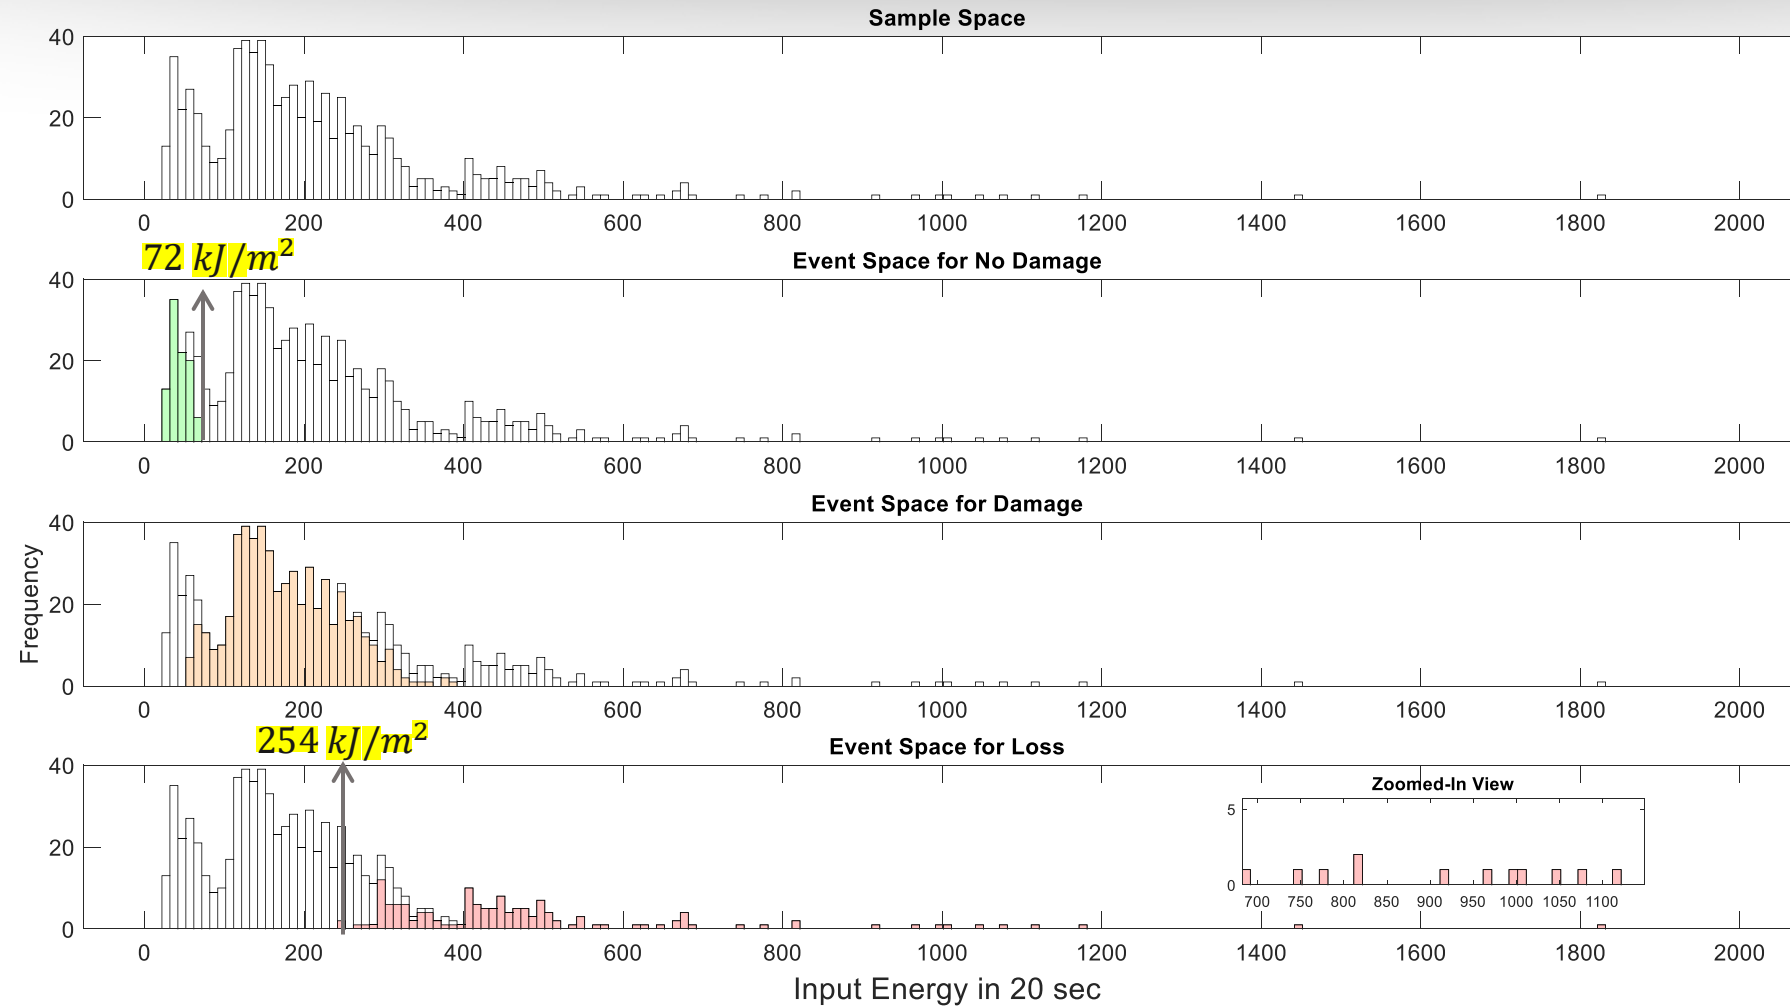 Sample Space
40
20
0
0 200 400 600 800 1000 1200 1400 1600 1800 2000
72 kJ/m²
Event Space for No Damage
40
20
0
0 200 400 600 800 1000 1200 1400 1600 1800 2000
Event Space for Damage
40
20
0
0 200 400 600 800 1000 1200 1400 1600 1800 2000
Frequency
254 kJ/m²
Event Space for Loss
40
20
0
0 200 400 600 800 1000 1200 1400 1600 1800 2000
Zoomed-In View
5
0
700 750 800 850 900 950 1000 1050 1100
Input Energy in 20 sec